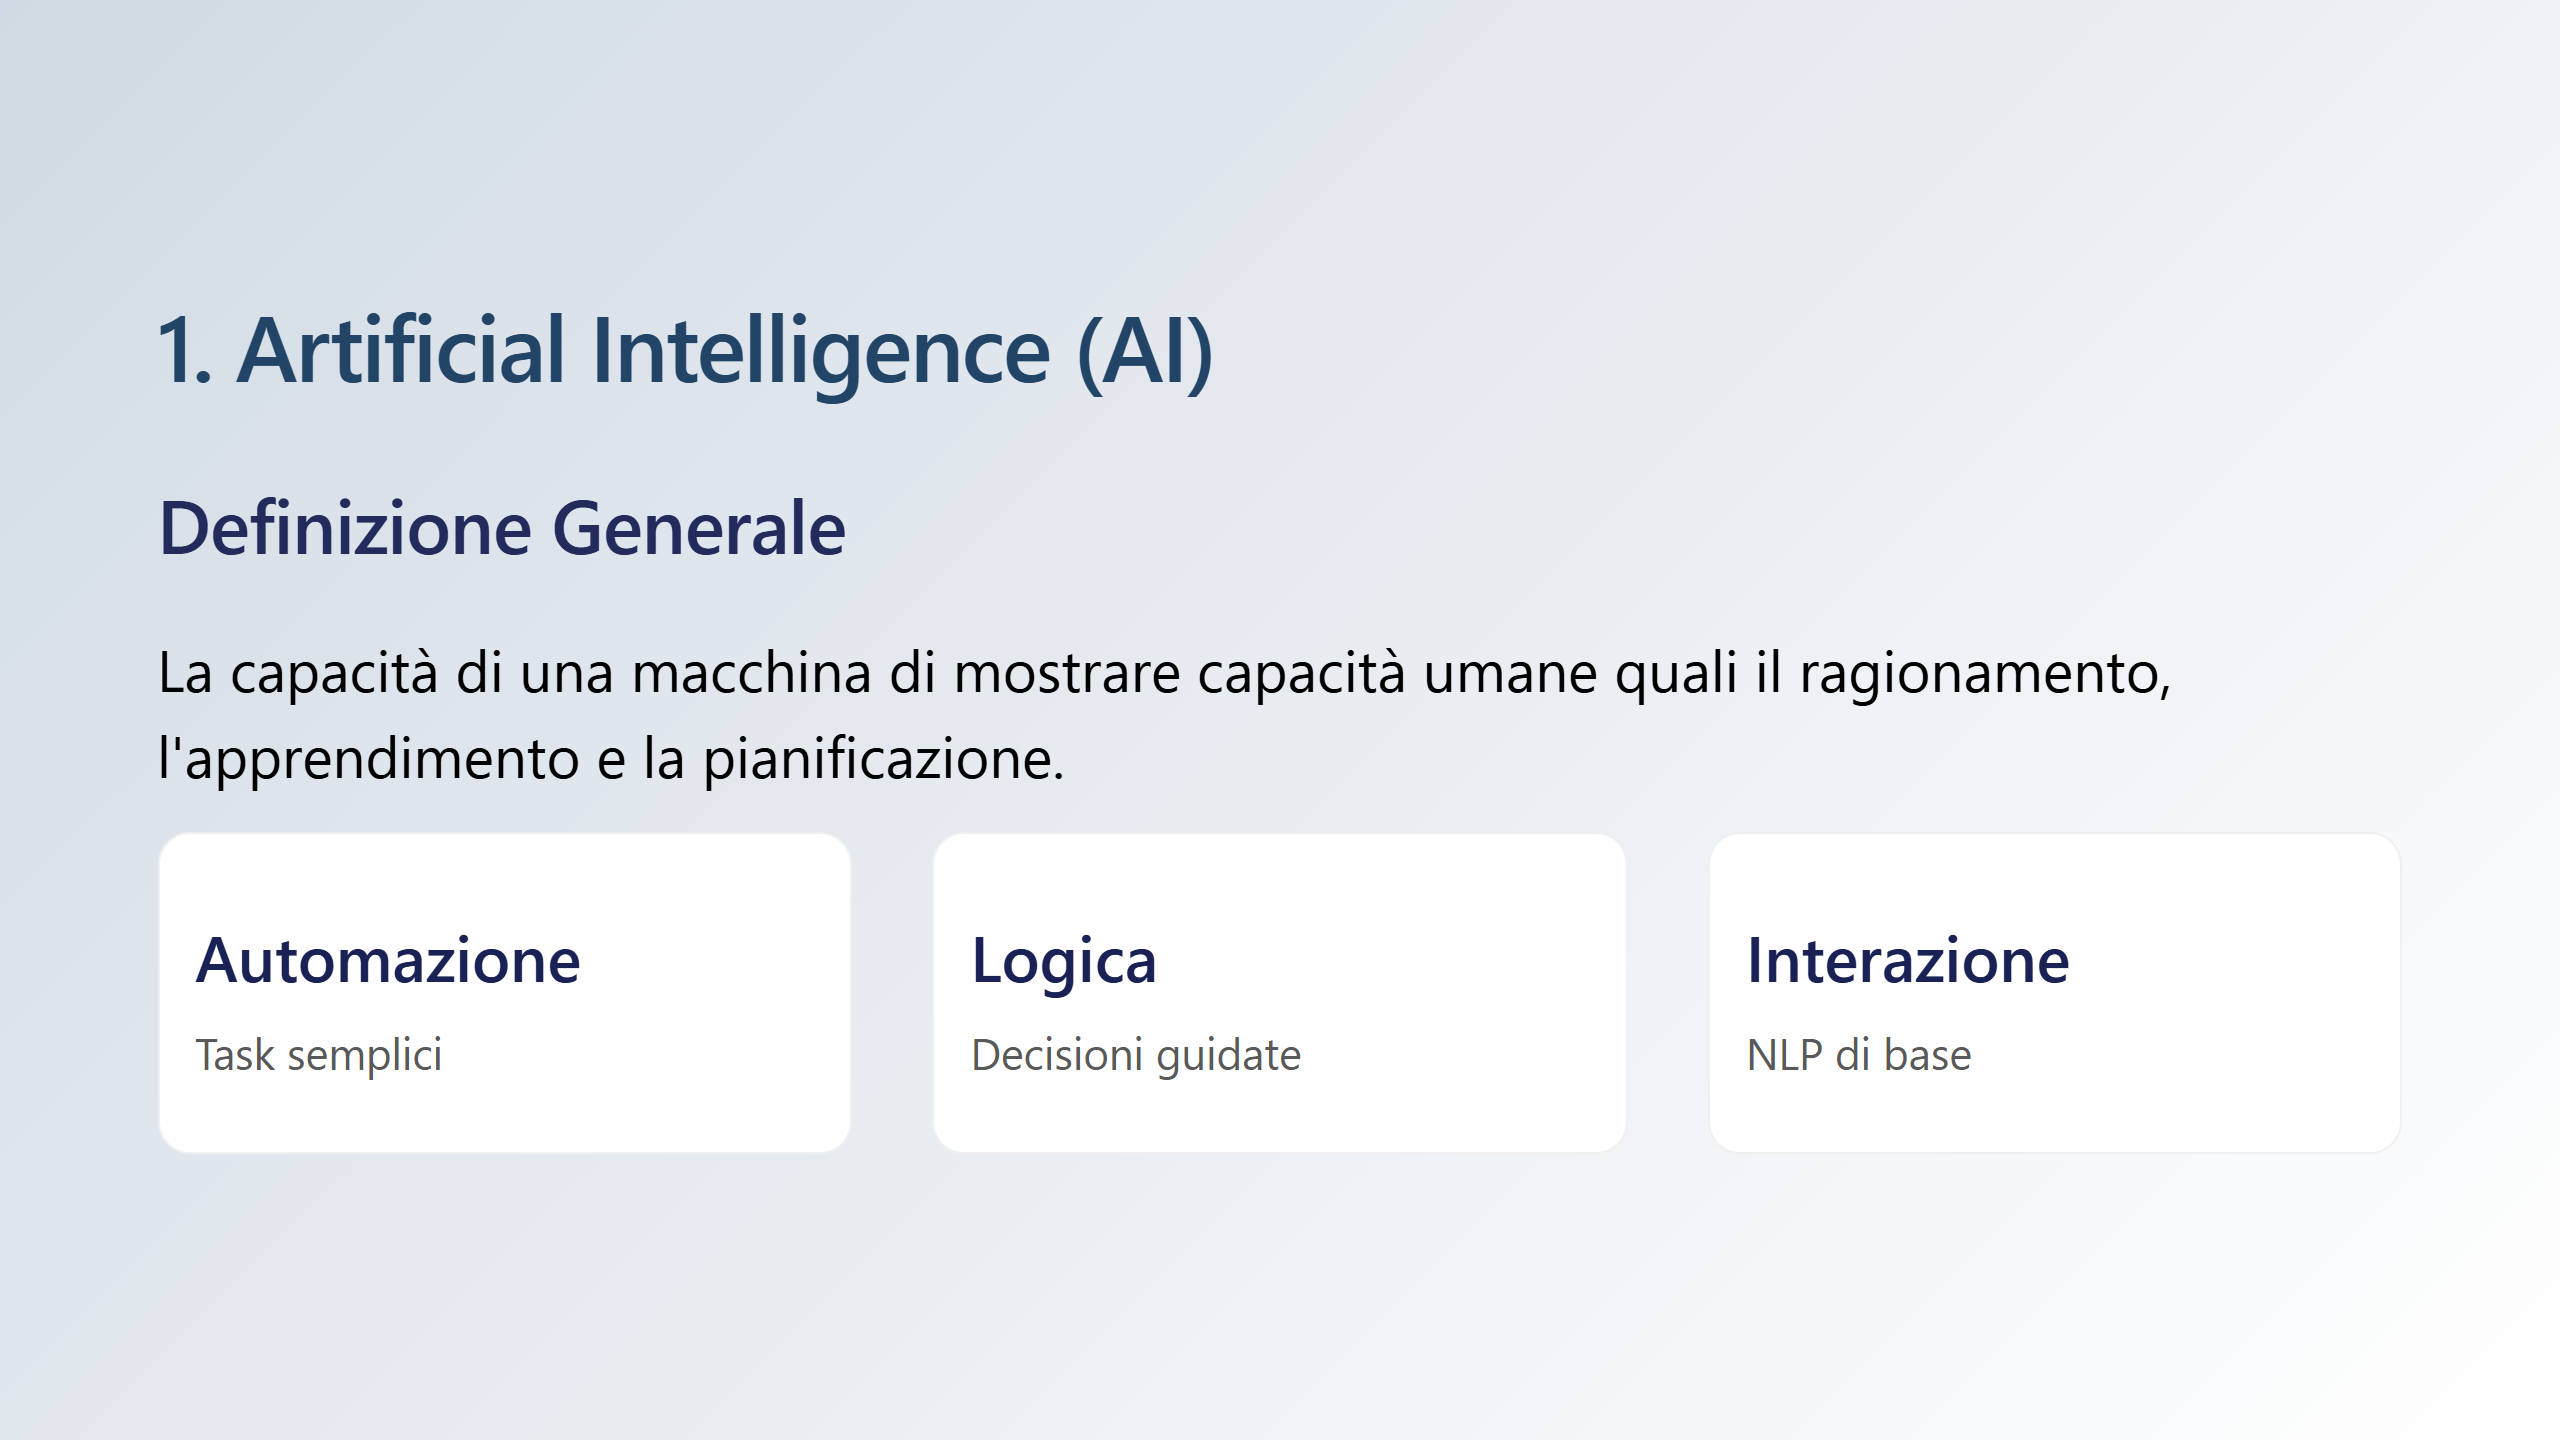 1. Artificial Intelligence (AI)
Definizione Generale
La capacità di una macchina di mostrare capacità umane quali il ragionamento,
l'apprendimento e la pianificazione.
Automazione
Task semplici
Logica
Decisioni guidate
Interazione
NLP di base